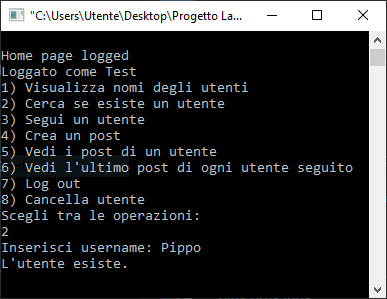 "C:\Users\Utente\Desktop\Progetto La...
Home page logged
Loggato come Test
1) Visualizza nomi degli utenti
2) Cerca se esiste un utente
3) Segui un utente
4) Crea un post
5) Vedi i post di un utente
6) Vedi l'ultimo post di ogni utente seguito
7) Log out
8) Cancella utente
Scegli tra le operazioni:
2
Inserisci username: Pippo
L'utente esiste.